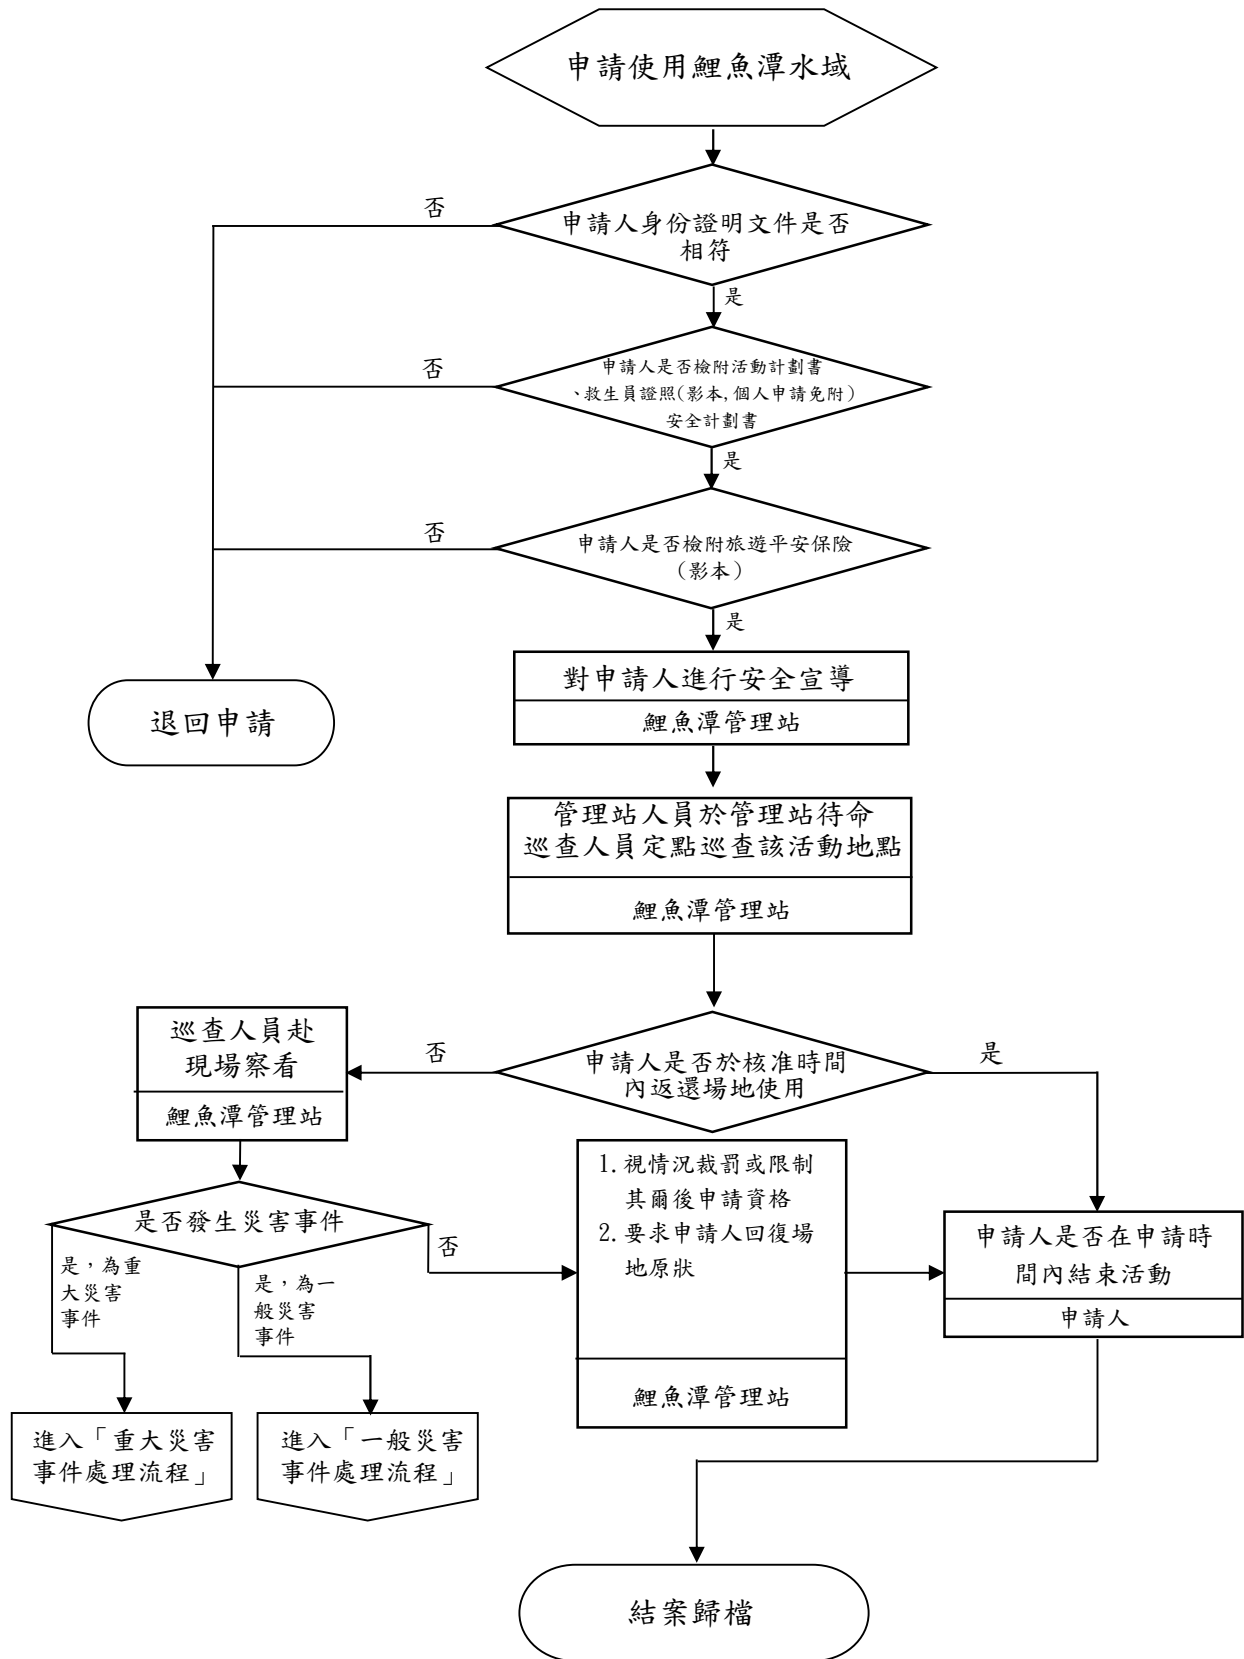 申請使用鯉魚潭水域
否
申請人身份證明文件是否
相符
是
否
申請人是否檢附活動計劃書
、救生員證照(影本,個人申請免附)
安全計劃書
是
否
申請人是否檢附旅遊平安保險
(影本)
是
對申請人進行安全宣導
鯉魚潭管理站
退回申請
管理站人員於管理站待命
巡查人員定點巡查該活動地點
鯉魚潭管理站
巡查人員赴
現場察看
鯉魚潭管理站
否
申請人是否於核准時間
內返還場地使用
是
1.視情況裁罰或限制
其爾後申請資格
2.要求申請人回復場
地原狀
鯉魚潭管理站
是否發生災害事件
否
是,為重
大災害
事件
是,為一
般災害
事件
申請人是否在申請時
間內結束活動
申請人
進入「重大災害
事件處理流程」
進入「一般災害
事件處理流程」
結案歸檔